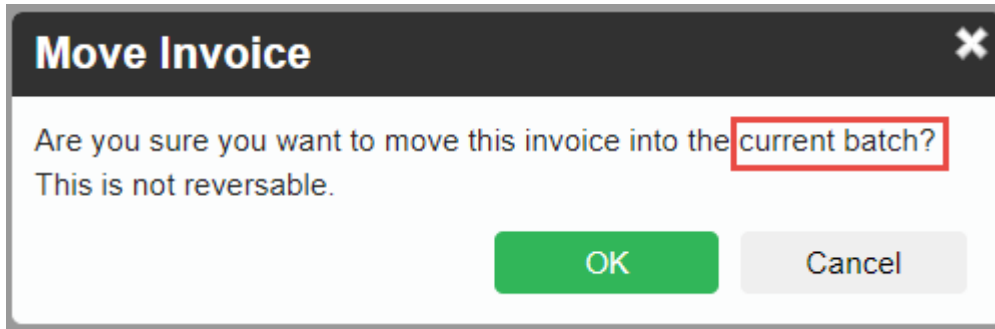 Move Invoice
Are you sure you want to move this invoice into the current batch?
This is not reversable.
OK
Cancel